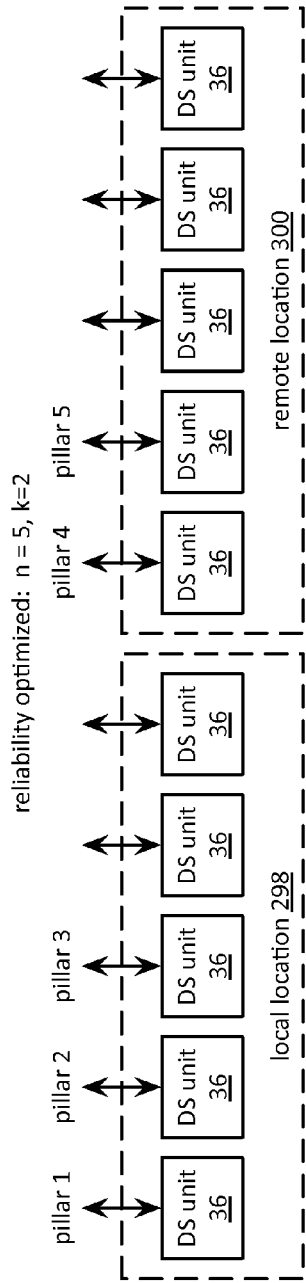 reliability optimized: n = 5, k=2
pillar 1
pillar 2
pillar 3
pillar 4
pillar 5
DS unit
36
DS unit
36
DS unit
36
DS unit
36
DS unit
36
DS unit
36
DS unit
36
DS unit
36
DS unit
36
DS unit
36
local location 298
remote location 300